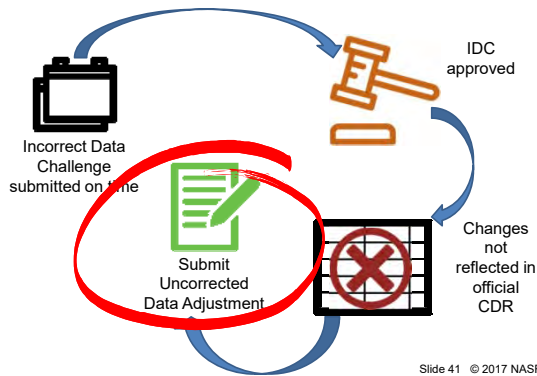 IDC
approved
Incorrect Data
Challenge
submitted on time
Submit
Uncorrected
Data Adjustment
Changes
not
reflected in
official
CDR
Slide 41 © 2017 NASF